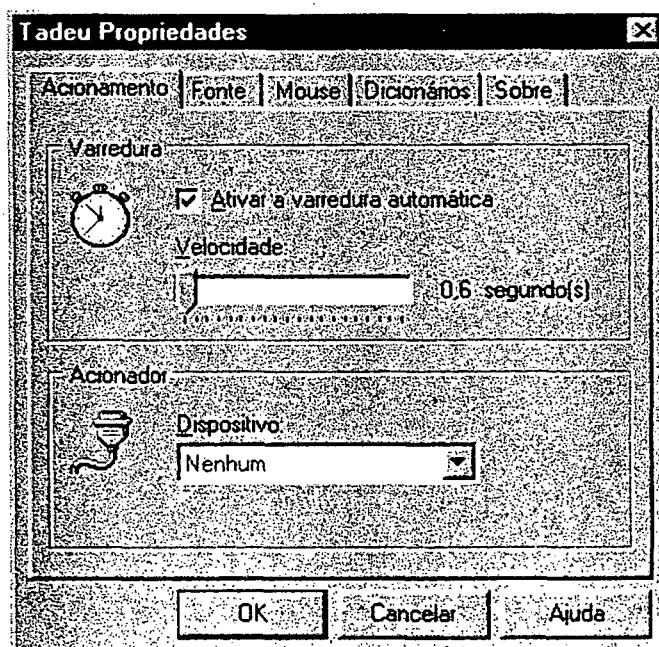 Tadeu Propriedades
Acionamento Fonte Mouse Dicionários Sobre
Varredura
Ativar a varredura automática
Velocidade:
0,6 segundo(s)
Acionador
Dispositivo:
Nenhum
OK Cancelar Ajuda